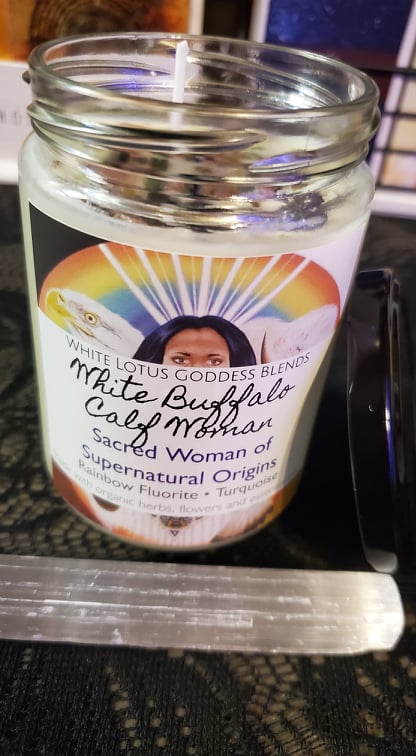 WHITE LOTUS GODDESS BLENDS
White Buffalo
Calf Woman
Sacred Woman of
Supernatural Origins
Rainbow Fluorite • Turquoise
with organic herbs, flowers and